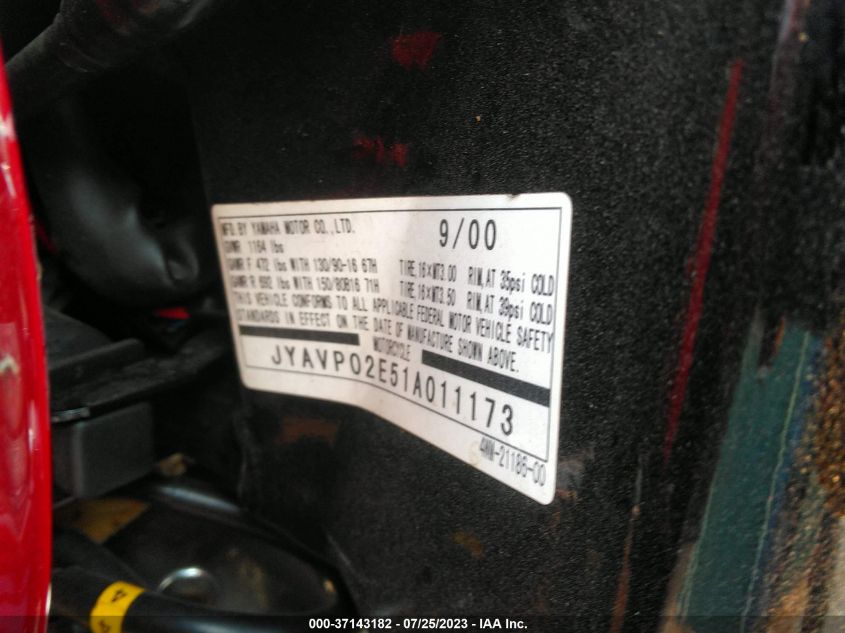 MFD. BY YAMAHA MOTOR CO., LTD. 9/00
GVWR 1164 lbs
GAWR F 472 lbs WITH 130/90-16 67H TIRE, 16×MT3.00 RIM, AT 35psi COLD
GAWR R 692 lbs WITH 150/80B16 71H TIRE, 16×MT3.50 RIM, AT 39psi COLD
THIS VEHICLE CONFORMS TO ALL APPLICABLE FEDERAL MOTOR VEHICLE SAFETY
STANDARDS IN EFFECT ON THE DATE OF MANUFACTURE SHOWN ABOVE.
MOTORCYCLE
JYAVP02E51A011173
4WM-21186-00
4
000-37143182 - 07/25/2023 - IAA Inc.